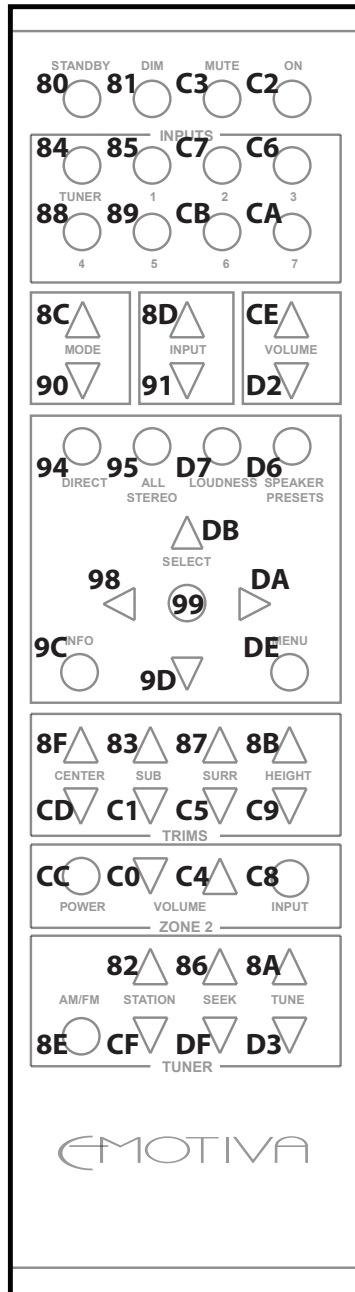 STANDBY DIM MUTE ON
80 81 C3 C2
INPUTS
84 85 C7 C6
TUNER 1 2 3
88 89 CB CA
4 5 6 7
8C 8D CE
MODE INPUT VOLUME
90 91 D2
94 95 D7 D6
DIRECT ALL STEREO LOUDNESS SPEAKER PRESETS
DB
SELECT
98 99 DA
9C INFO DE MENU
9D
8F 83 87 8B
CENTER SUB SURR HEIGHT
CD C1 C5 C9
TRIMS
CC C0 C4 C8
POWER VOLUME INPUT
ZONE 2
82 86 8A
AM/FM STATION SEEK TUNE
8E CF DF D3
TUNER
EMOTIVA